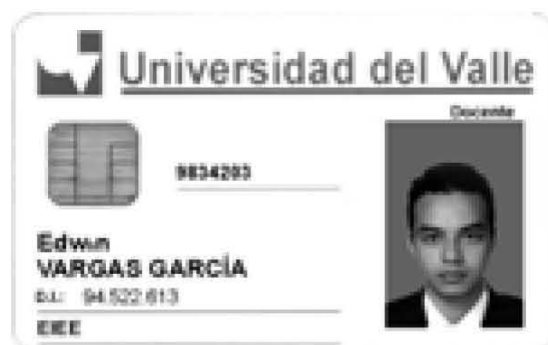 Universidad del Valle
Docente
9834203
Edwin
VARGAS GARCÍA
D.I.: 94.522.613
EIEE